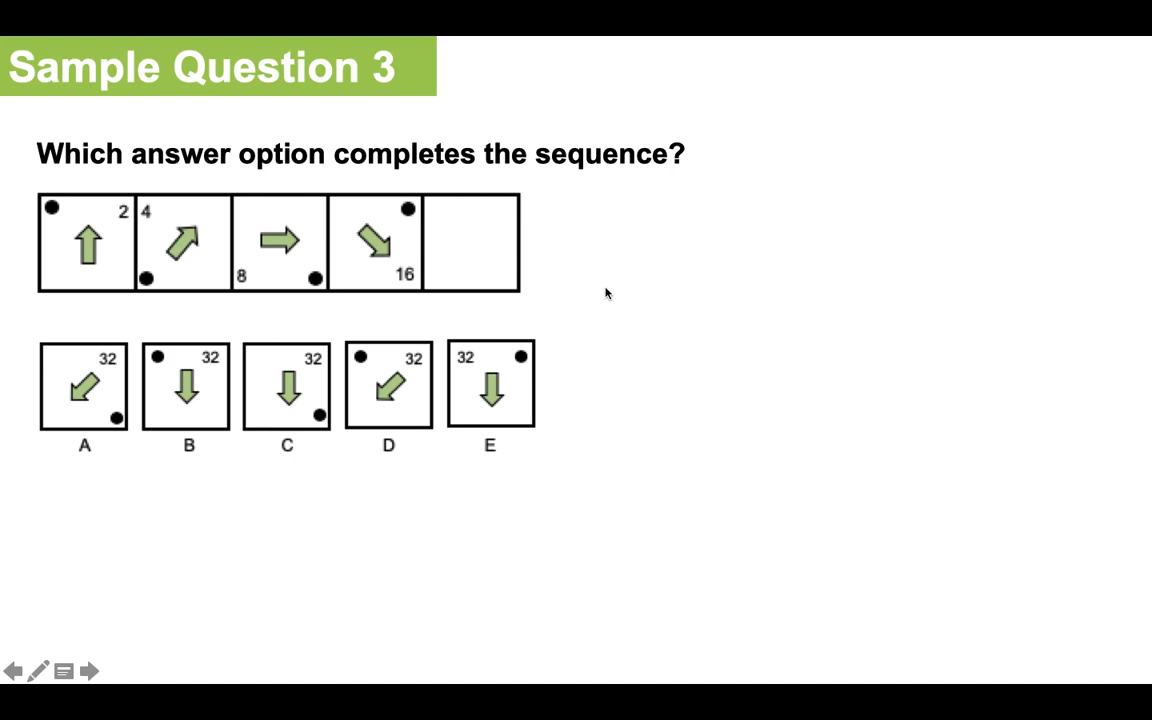 Sample Question 3
Which answer option completes the sequence?
2 4
8 16
32 32 32 32 32
A B C D E